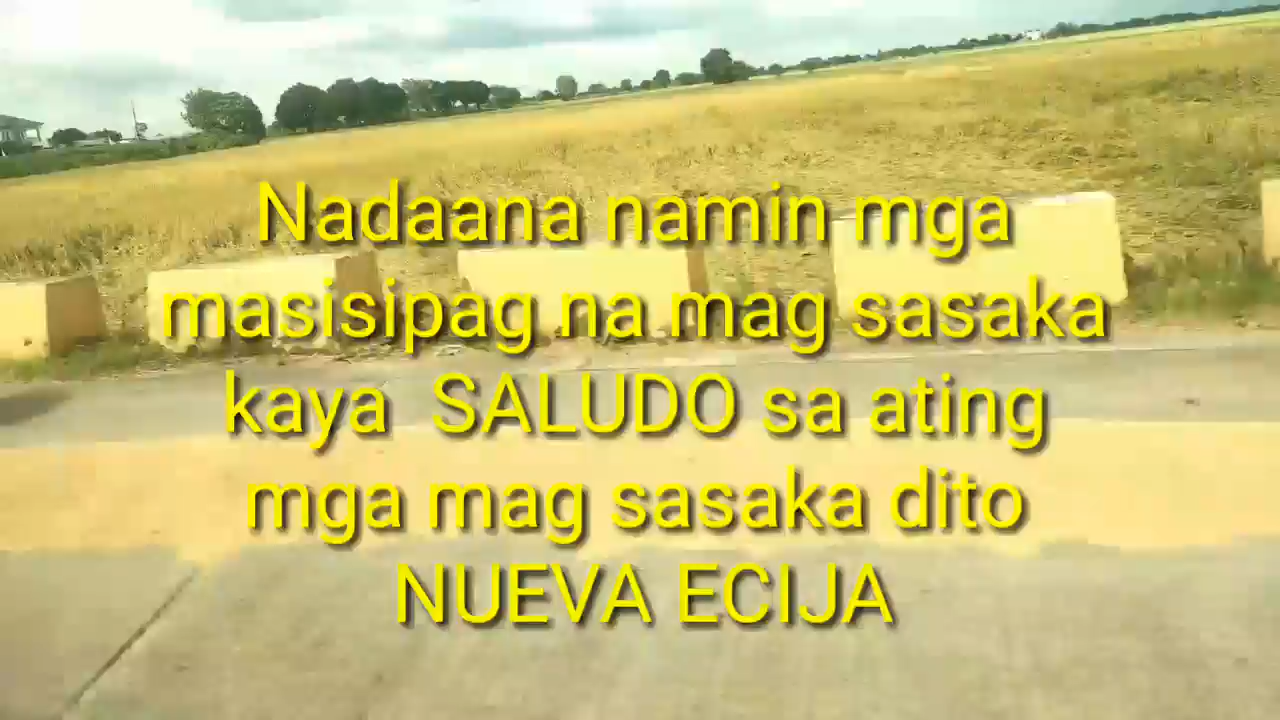 Nadaana namin mga
masisipag na mag sasaka
kaya  SALUDO sa ating
mga mag sasaka dito
NUEVA ECIJA